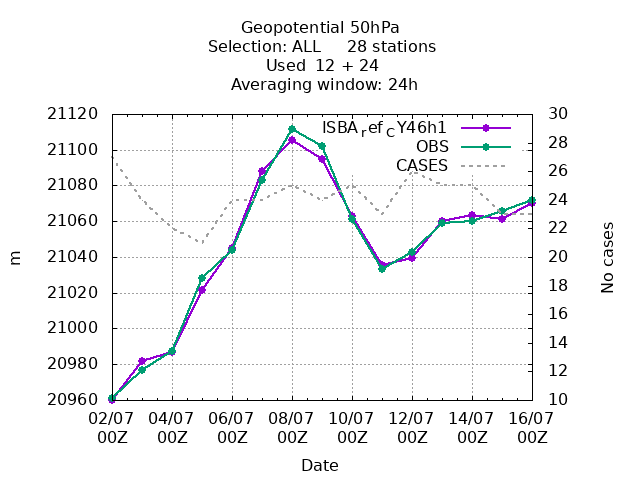 Geopotential 50hPa
Selection: ALL     28 stations
Used  12 + 24
Averaging window: 24h
ISBA_ref_CY46h1
OBS
CASES
21120
21100
21080
21060
21040
21020
21000
20980
20960
m
30
28
26
24
22
20
18
16
14
12
10
No cases
02/07 04/07 06/07 08/07 10/07 12/07 14/07 16/07
00Z 00Z 00Z 00Z 00Z 00Z 00Z 00Z
Date